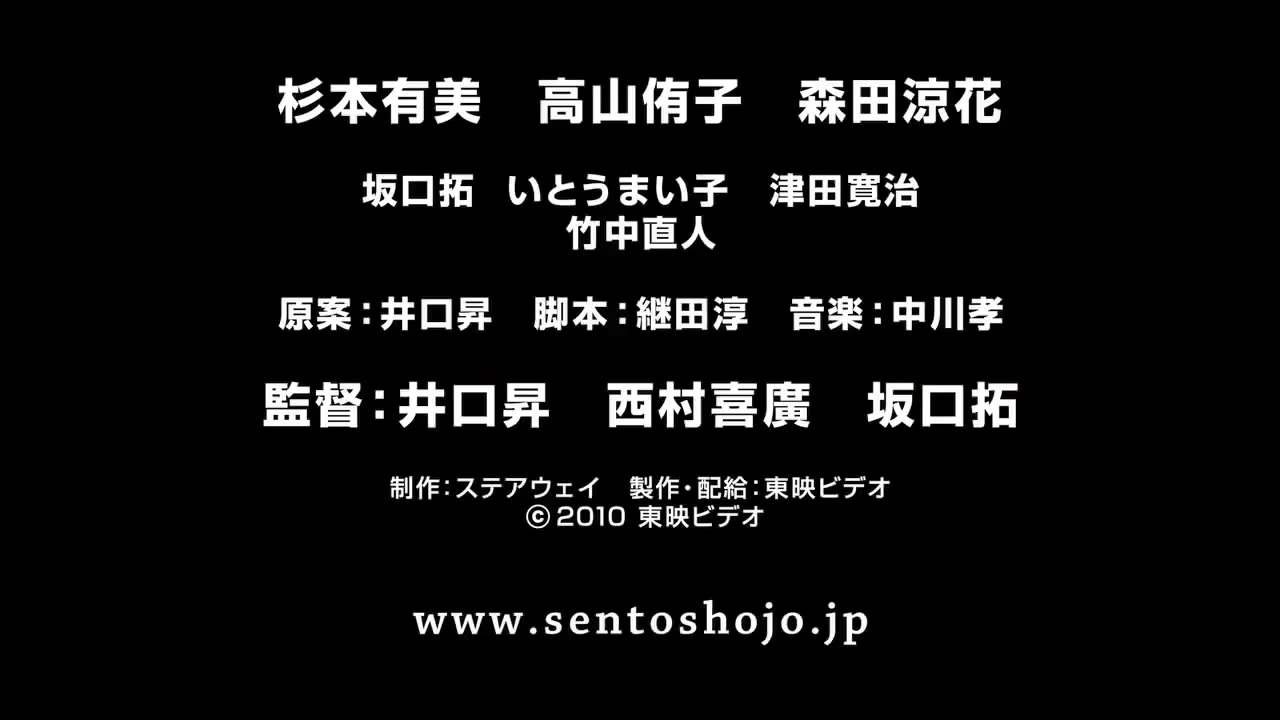 杉本有美　高山侑子　森田涼花
坂口拓　いとうまい子　津田寛治
竹中直人
原案：井口昇　脚本：継田淳　音楽：中川孝
監督：井口昇　西村喜廣　坂口拓
制作：ステアウェイ　製作・配給：東映ビデオ
©2010 東映ビデオ
www.sentoshojo.jp